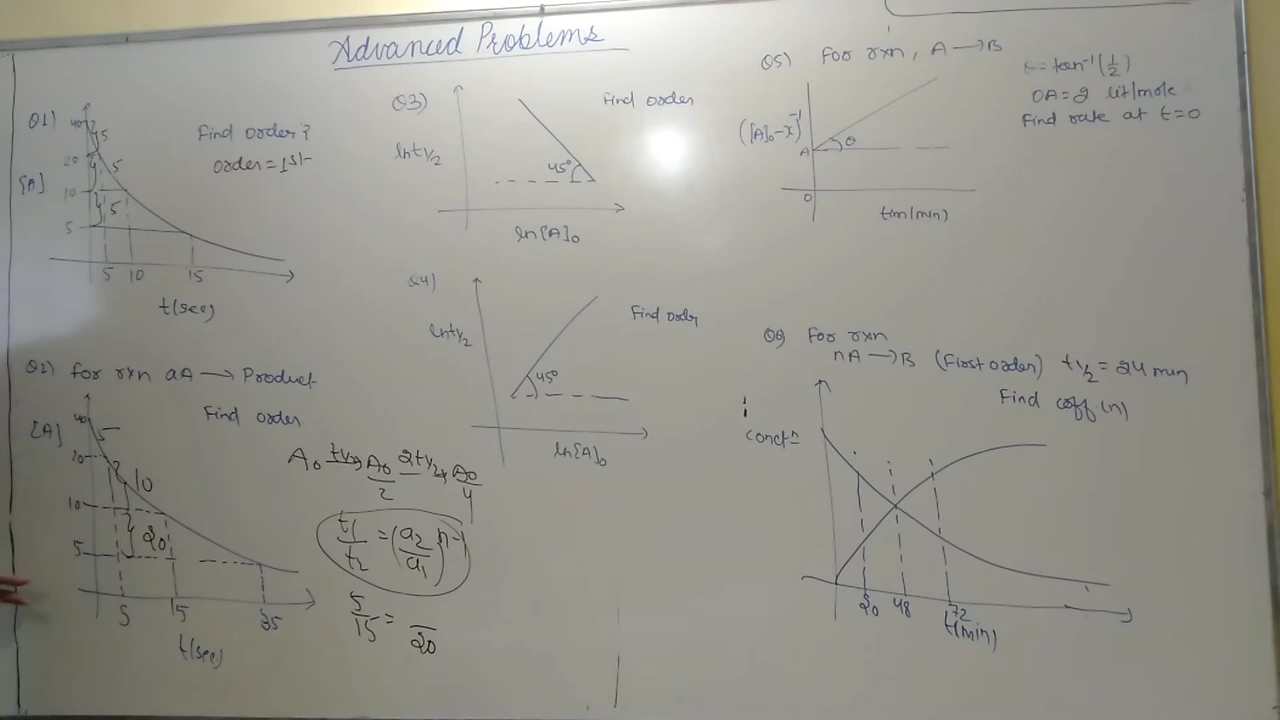 Advanced Problems
Q1)
Find order?
order = 1st
[A]
40
20
10
5
5
5
5
5 10 15
t(sec)
Q2) for rxn aA → Product
Find order
[A]
40
20
10
5
5
10
20
5 15 35
t(sec)
A₀ t½→ A₀/2 2t½→ A₀/4
t₁/t₂ = (a₂/a₁)ⁿ⁻¹
5/15 = /20
Q3)
Find order
ln t½
45°
ln[A]₀
Q4)
Find order
ln t½
45°
ln[A]₀
Q5) For rxn, A → B
= tan⁻¹(1/2)
OA = 2 lit/mole
Find rate at t=0
([A]₀-x)⁻¹
A
θ
O
tim(min)
Q6) For rxn
nA → B (First order) t½ = 24 min
Find coff (n)
Conctⁿ
20 48 72
t(min)